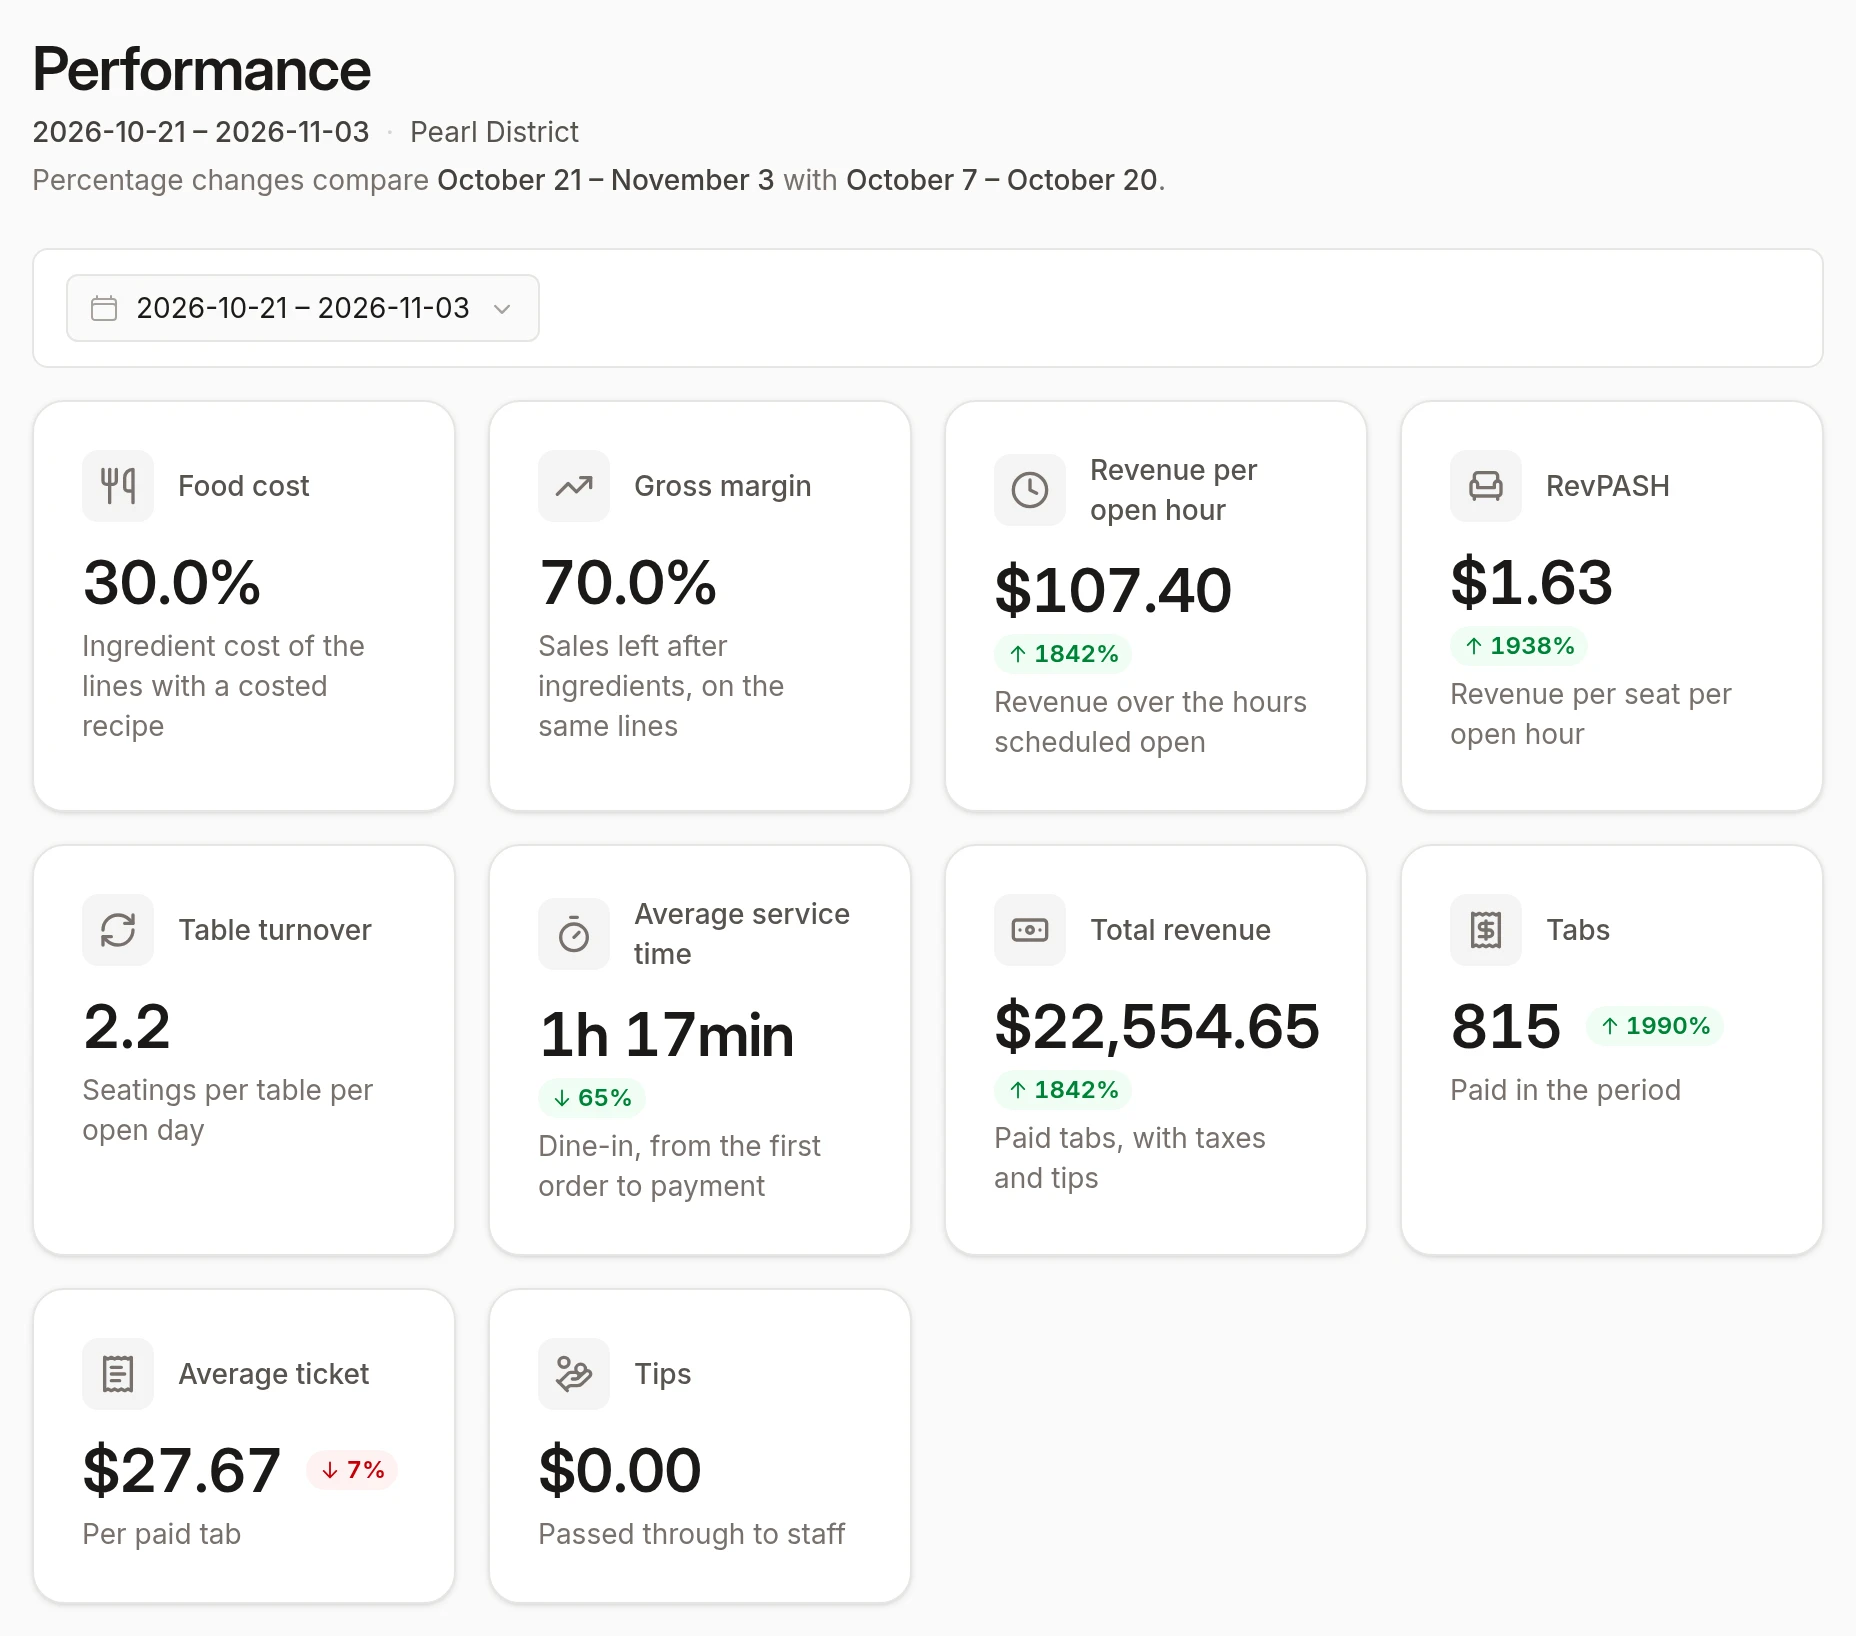 Performance
2026-10-21 – 2026-11-03 · Pearl District
Percentage changes compare October 21 – November 3 with October 7 – October 20.
2026-10-21 – 2026-11-03
Food cost
30.0%
Ingredient cost of the
lines with a costed
recipe
Gross margin
70.0%
Sales left after
ingredients, on the
same lines
Revenue per
open hour
$107.40
↑ 1842%
Revenue over the hours
scheduled open
RevPASH
$1.63
↑ 1938%
Revenue per seat per
open hour
Table turnover
2.2
Seatings per table per
open day
Average service
time
1h 17min
↓ 65%
Dine-in, from the first
order to payment
Total revenue
$22,554.65
↑ 1842%
Paid tabs, with taxes
and tips
Tabs
815 ↑ 1990%
Paid in the period
Average ticket
$27.67 ↓ 7%
Per paid tab
Tips
$0.00
Passed through to staff